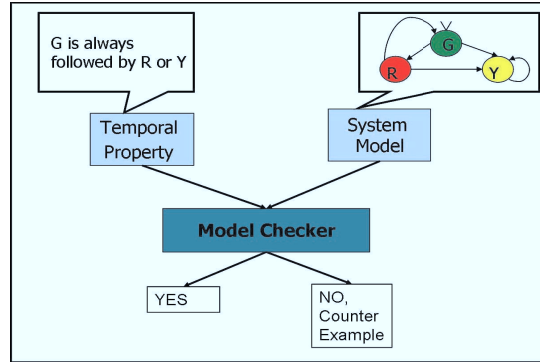 G is always
followed by R or Y
G
R
Y
Temporal
Property
System
Model
Model Checker
YES
NO,
Counter
Example